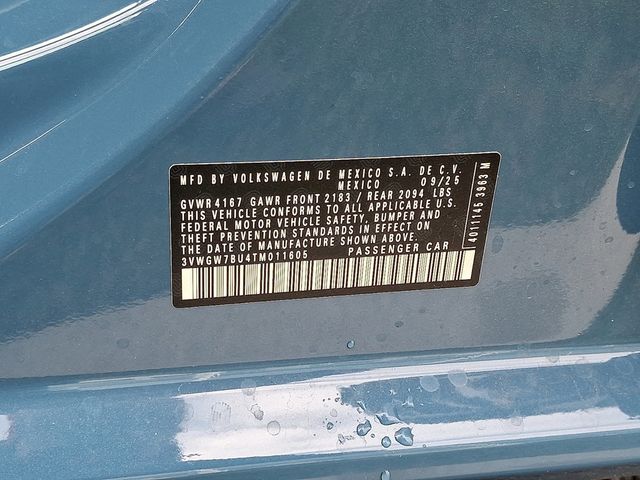 MFD BY VOLKSWAGEN DE MEXICO S.A. DE C.V.
MEXICO 09/25
GVWR 4167 GAWR FRONT 2183 / REAR 2094 LBS
THIS VEHICLE CONFORMS TO ALL APPLICABLE U.S.
FEDERAL MOTOR VEHICLE SAFETY, BUMPER AND
THEFT PREVENTION STANDARDS IN EFFECT ON
THE DATE OF MANUFACTURE SHOWN ABOVE.
3VWGW7BU4TM011605 PASSENGER CAR
4011145 3963 M